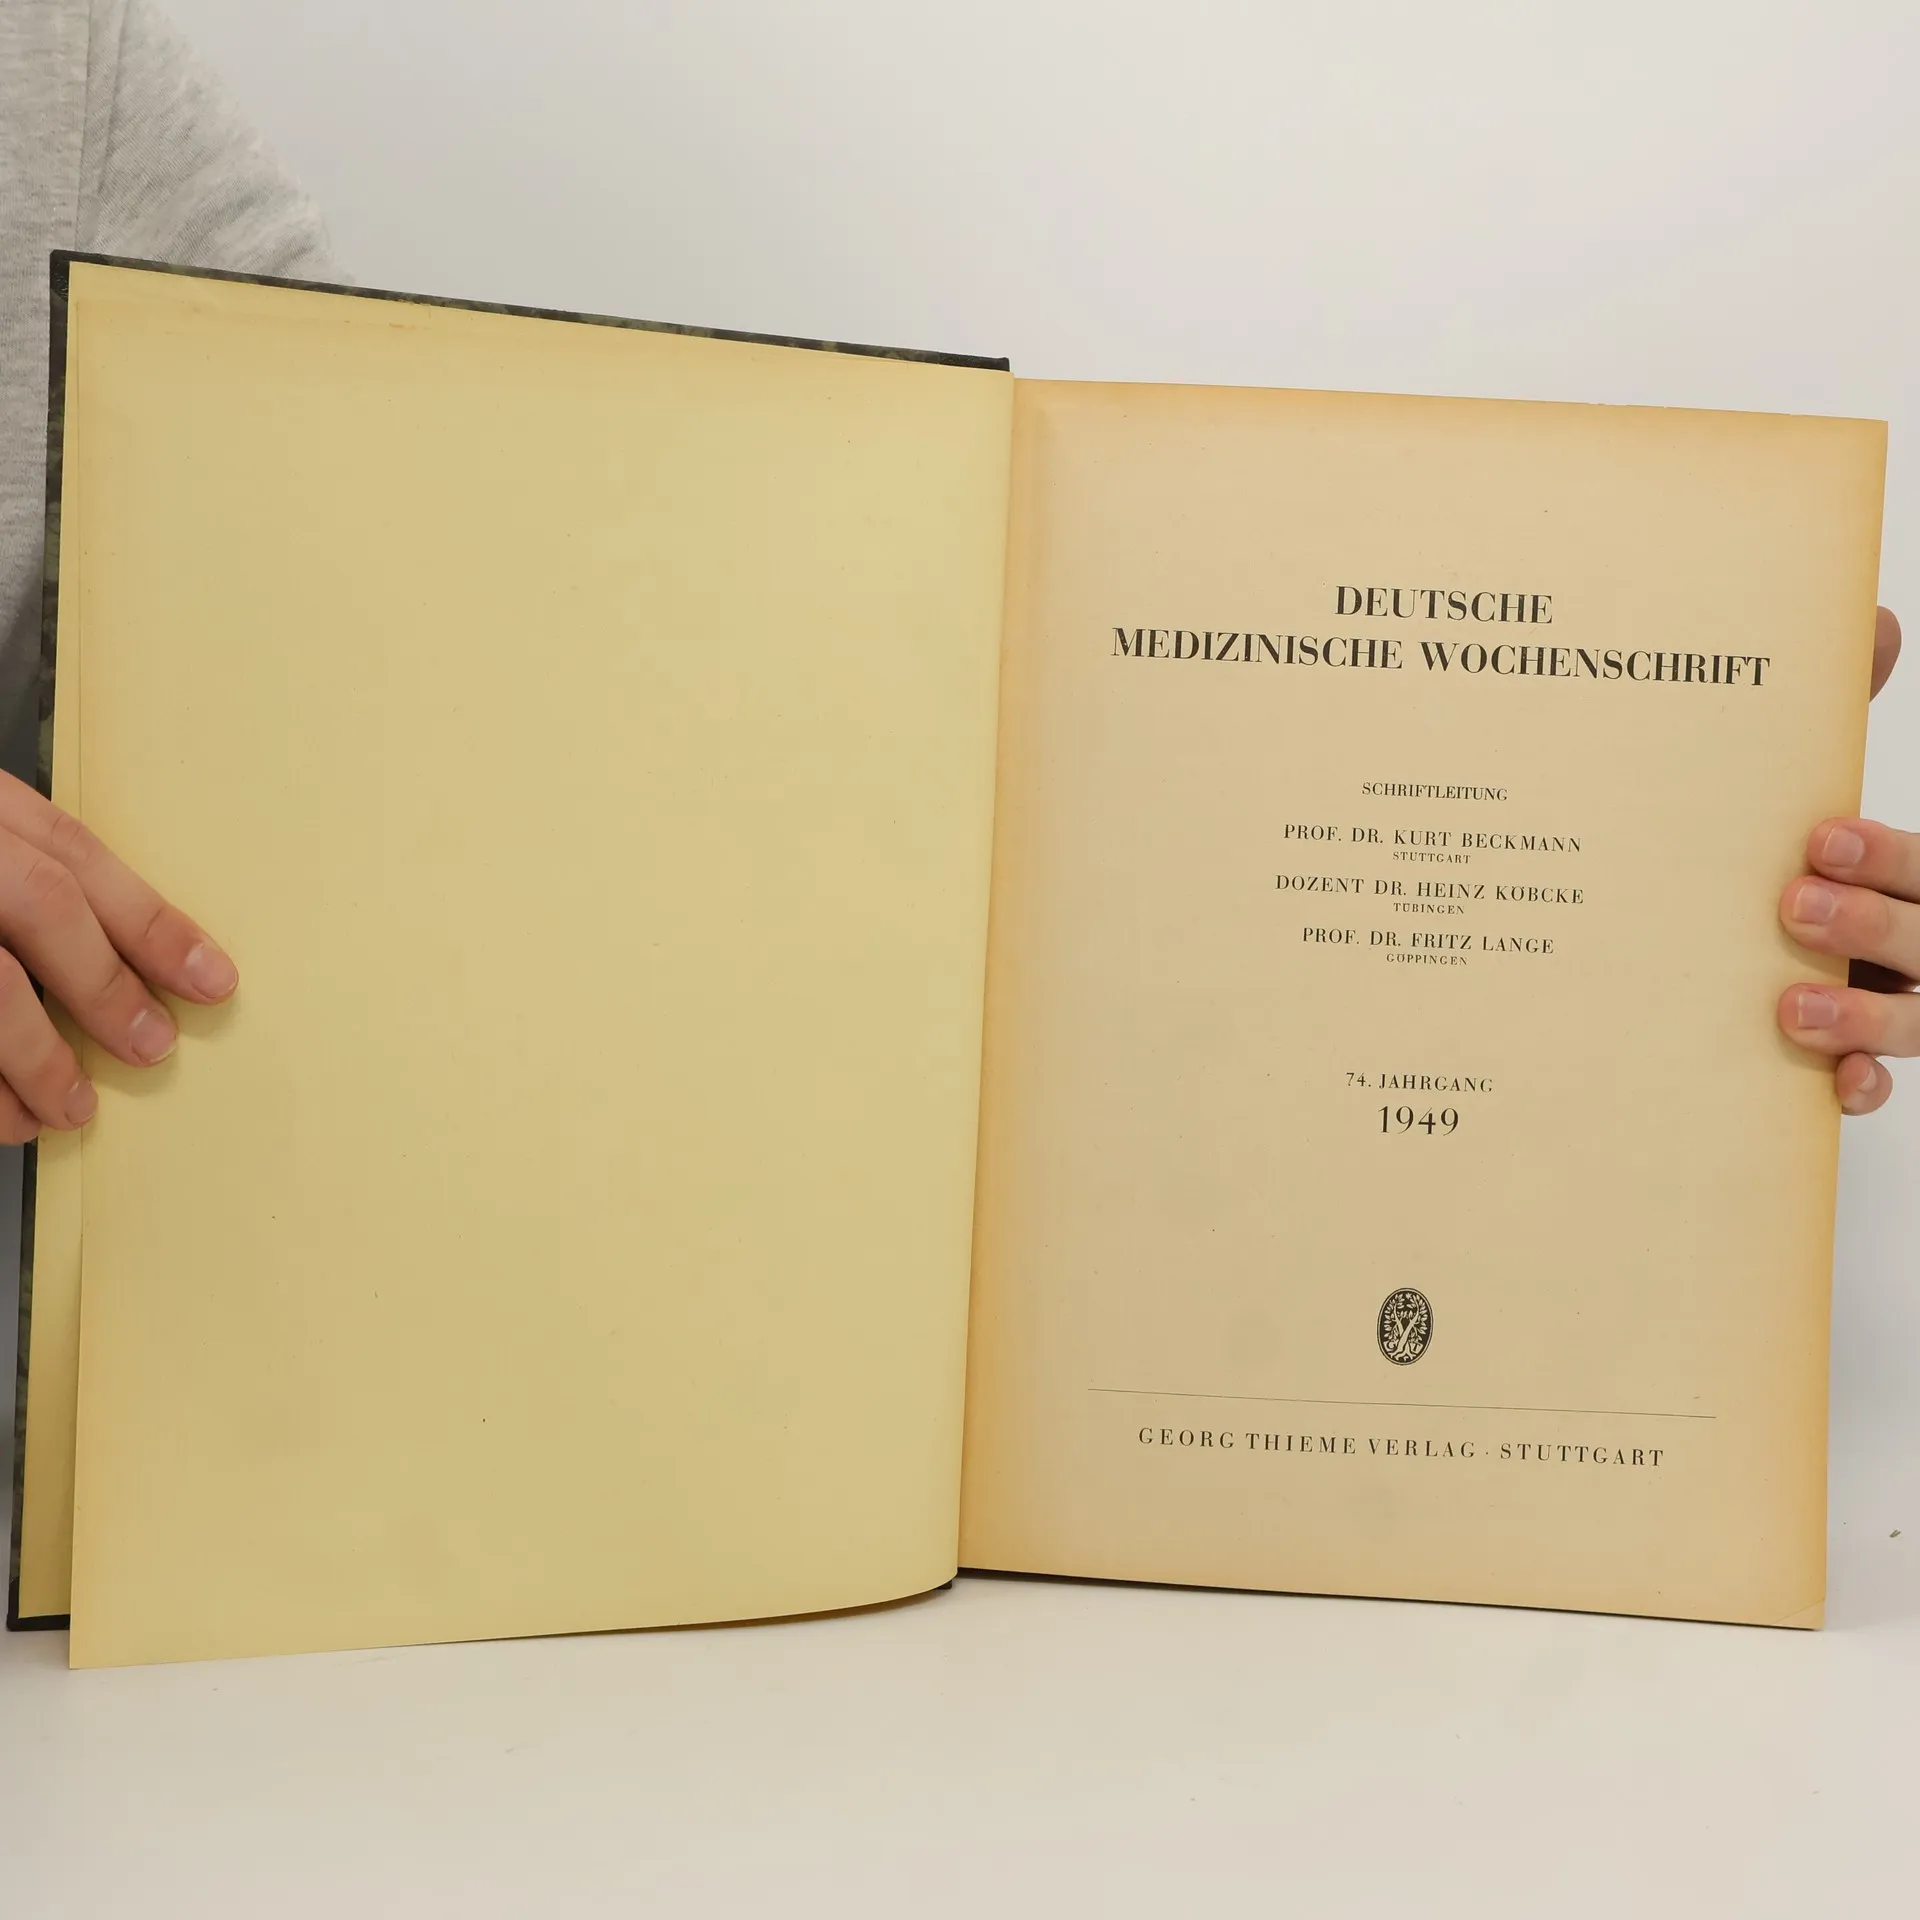 DEUTSCHE
MEDIZINISCHE WOCHENSCHRIFT
SCHRIFTLEITUNG
PROF. DR. KURT BECKMANN
STUTTGART
DOZENT DR. HEINZ KÖBCKE
TÜBINGEN
PROF. DR. FRITZ LANGE
GÖPPINGEN
74. JAHRGANG
1949
GEORG THIEME VERLAG · STUTTGART